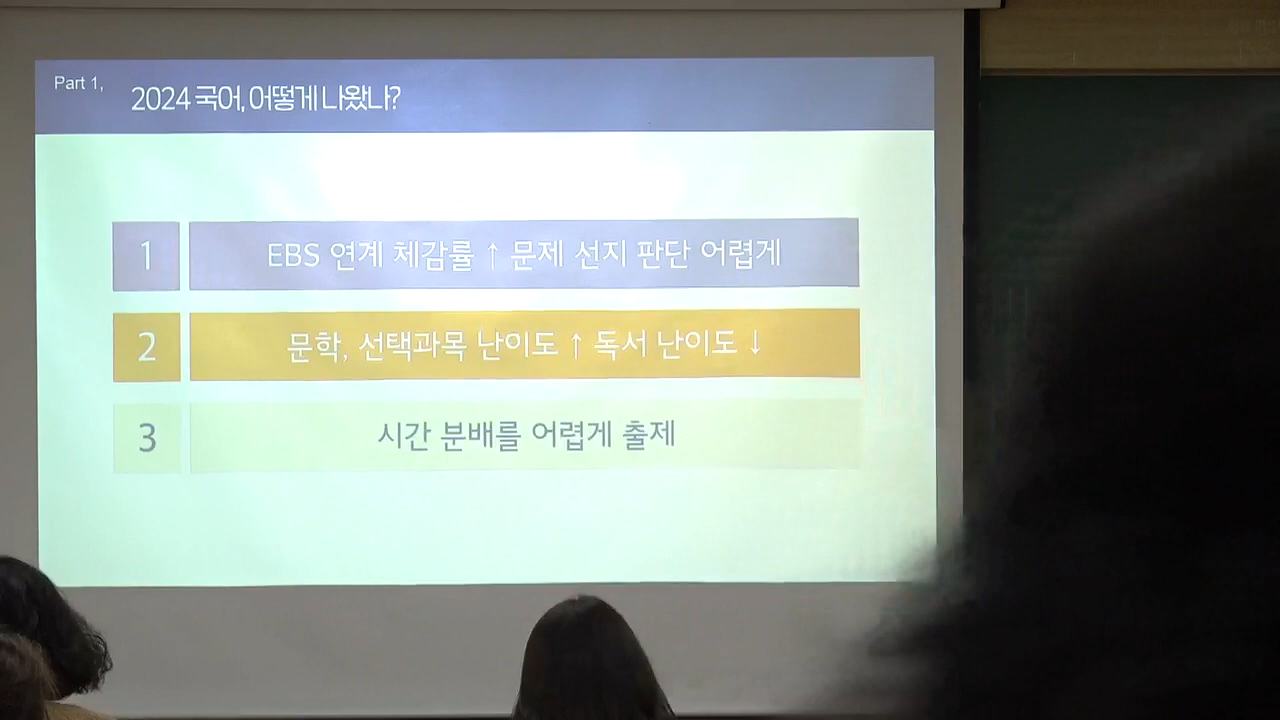 Part 1,
2024 국어, 어떻게 나왔나?
1
EBS 연계 체감률 ↑ 문제 선지 판단 어렵게
2
문학, 선택과목 난이도 ↑ 독서 난이도 ↓
3
시간 분배를 어렵게 출제